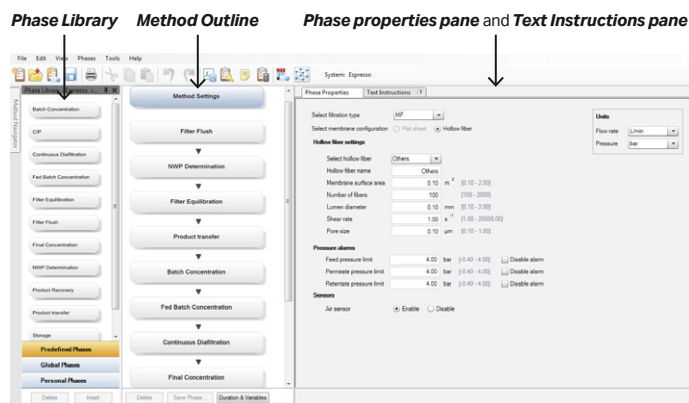 Phase Library Method Outline Phase properties pane and Text Instructions pane
File Edit View Phases Tools Help
System: Espresso
Phase Library
Method Navigator
Batch Concentration
CIP
Continuous Diafiltration
Fed Batch Concentration
Filter Equilibration
Filter Flush
Final Concentration
NWP Determination
Product Recovery
Product transfer
Storage
Predefined Phases
Global Phases
Personal Phases
Delete Insert
Method Settings
Filter Flush
NWP Determination
Filter Equilibration
Product transfer
Batch Concentration
Fed Batch Concentration
Continuous Diafiltration
Final Concentration
Delete Save Phase... Duration & Variables
Phase Properties Text Instructions
Select filtration type MF
Select membrane configuration Flat sheet Hollow fiber
Hollow fiber settings
Select hollow fiber Others
Hollow fiber name Others
Membrane surface area 0.10 m² [0.10 - 2.50]
Number of fibers 100 [100 - 2000]
Lumen diameter 0.10 mm [0.10 - 2.00]
Shear rate 1.00 s⁻¹ [1.00 - 25000.00]
Pore size 0.10 µm [0.10 - 1.00]
Pressure alarms
Feed pressure limit 4.00 bar [-0.40 - 4.00] Disable alarm
Permeate pressure limit 4.00 bar [-0.40 - 4.00] Disable alarm
Retentate pressure limit 4.00 bar [-0.40 - 4.00] Disable alarm
Sensors
Air sensor Enable Disable
Units
Flow rate L/min
Pressure bar